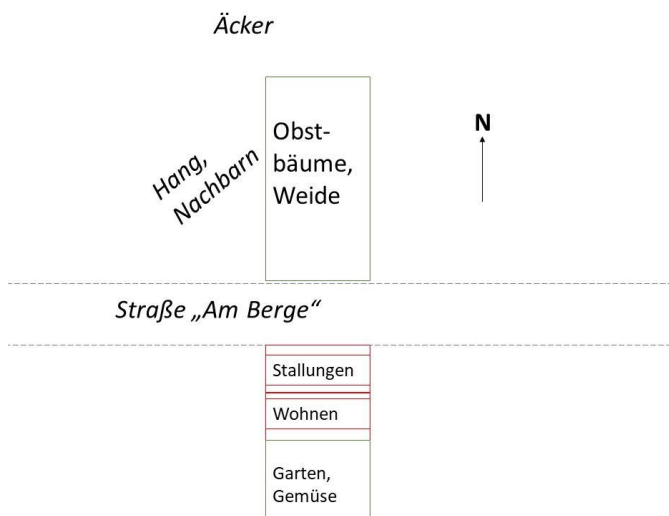 Äcker
N
Obst-
bäume,
Weide
Hang,
Nachbarn
Straße „Am Berge“
Stallungen
Wohnen
Garten,
Gemüse